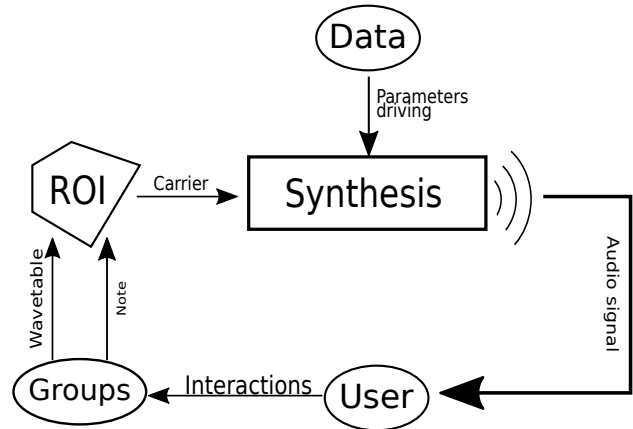 Data
Parameters
driving
ROI
Carrier
Synthesis
Wavetable
Note
Audio signal
Groups
Interactions
User